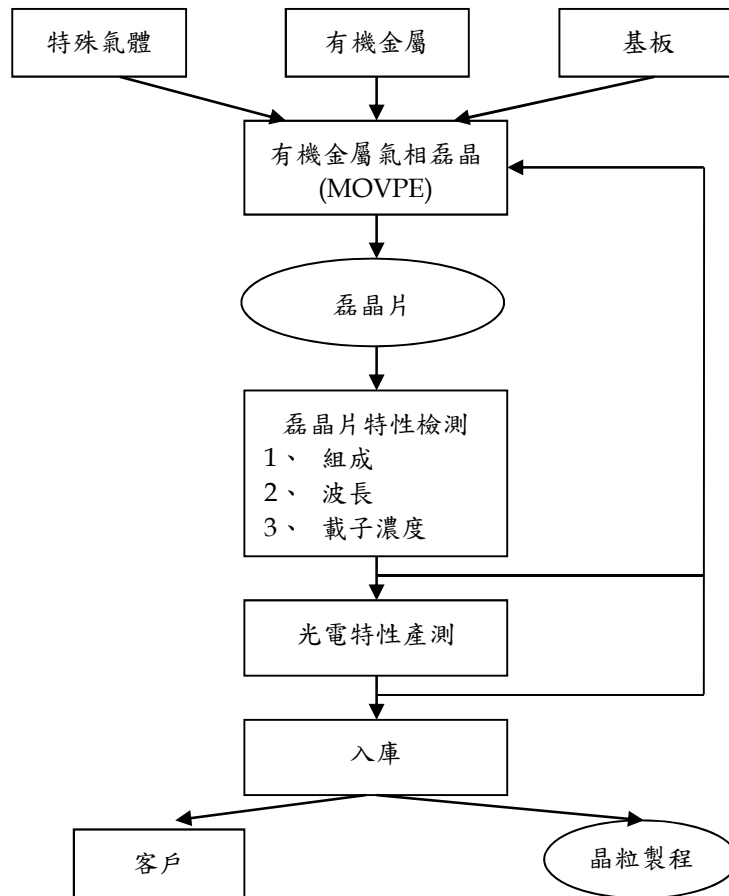 特殊氣體
有機金屬
基板
有機金屬氣相磊晶
(MOVPE)
磊晶片
磊晶片特性檢測
1、 組成
2、 波長
3、 載子濃度
光電特性產測
入庫
客戶
晶粒製程